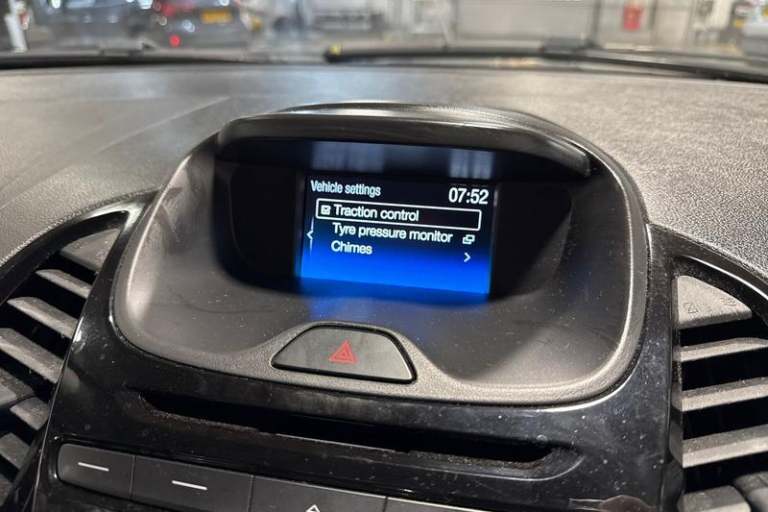 Vehicle settings
07:52
Traction control
Tyre pressure monitor
Chimes